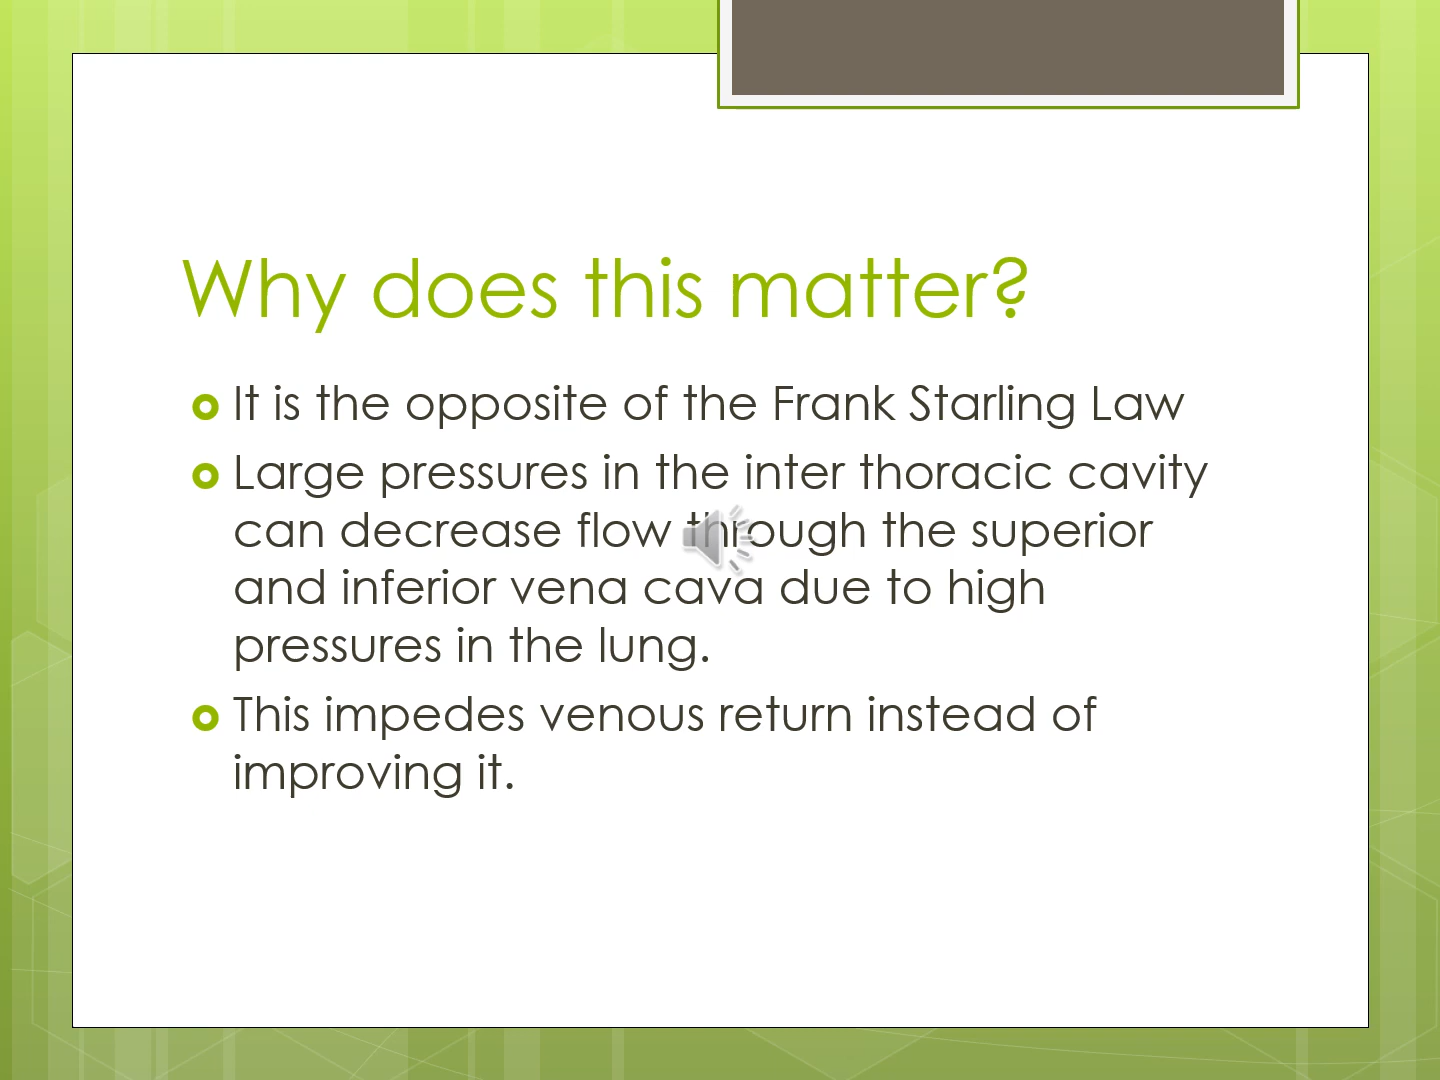 Why does this matter?
It is the opposite of the Frank Starling Law
Large pressures in the inter thoracic cavity
can decrease flow through the superior
and inferior vena cava due to high
pressures in the lung.
This impedes venous return instead of
improving it.